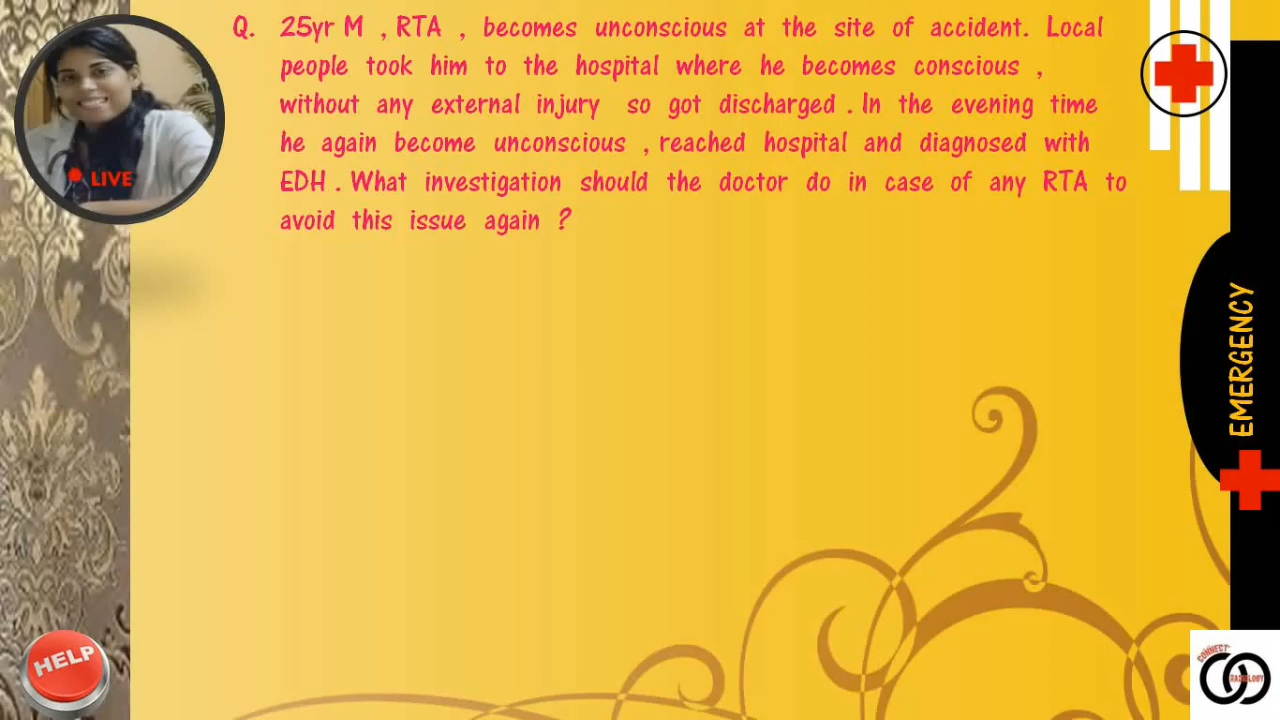 Q. 25yr M , RTA , becomes unconscious at the site of accident. Local
people took him to the hospital where he becomes conscious ,
without any external injury so got discharged . In the evening time
he again become unconscious , reached hospital and diagnosed with
EDH . What investigation should the doctor do in case of any RTA to
avoid this issue again ?
LIVE
EMERGENCY
HELP
CONNECT
RADIOLOGY